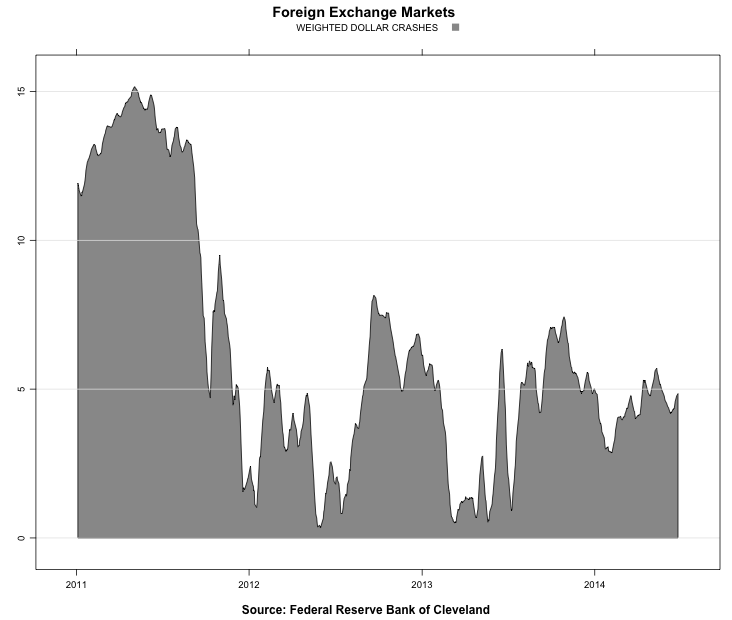 Foreign Exchange Markets
WEIGHTED DOLLAR CRASHES
15
10
5
0
2011 2012 2013 2014
Source: Federal Reserve Bank of Cleveland